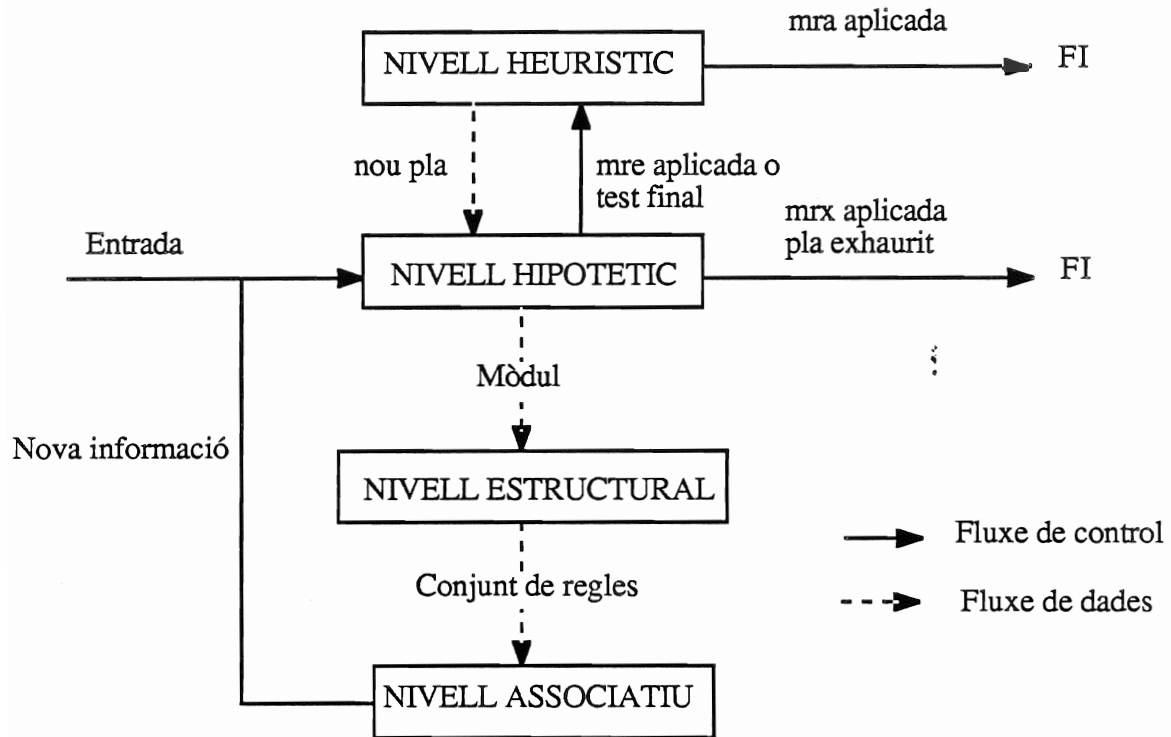 mra aplicada
NIVELL HEURISTIC
FI
nou pla
mre aplicada o
test final
mrx aplicada
pla exhaurit
Entrada
NIVELL HIPOTETIC
FI
Mòdul
Nova informació
NIVELL ESTRUCTURAL
Fluxe de control
Conjunt de regles
Fluxe de dades
NIVELL ASSOCIATIU